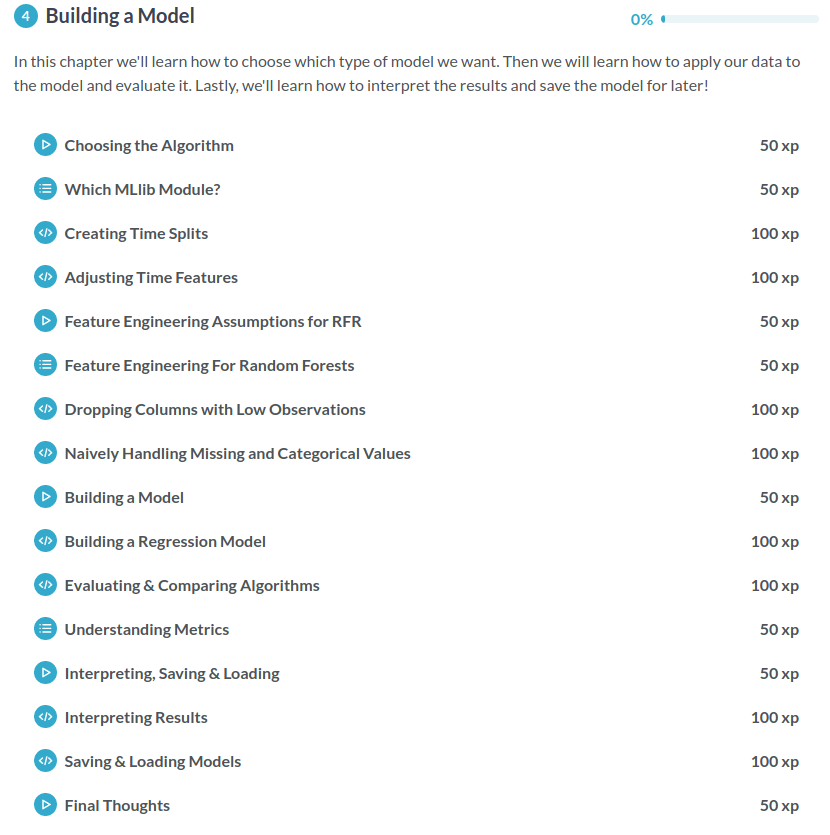 4 Building a Model 0%
In this chapter we'll learn how to choose which type of model we want. Then we will learn how to apply our data to
the model and evaluate it. Lastly, we'll learn how to interpret the results and save the model for later!
Choosing the Algorithm 50 xp
Which MLlib Module? 50 xp
Creating Time Splits 100 xp
Adjusting Time Features 100 xp
Feature Engineering Assumptions for RFR 50 xp
Feature Engineering For Random Forests 50 xp
Dropping Columns with Low Observations 100 xp
Naively Handling Missing and Categorical Values 100 xp
Building a Model 50 xp
Building a Regression Model 100 xp
Evaluating & Comparing Algorithms 100 xp
Understanding Metrics 50 xp
Interpreting, Saving & Loading 50 xp
Interpreting Results 100 xp
Saving & Loading Models 100 xp
Final Thoughts 50 xp